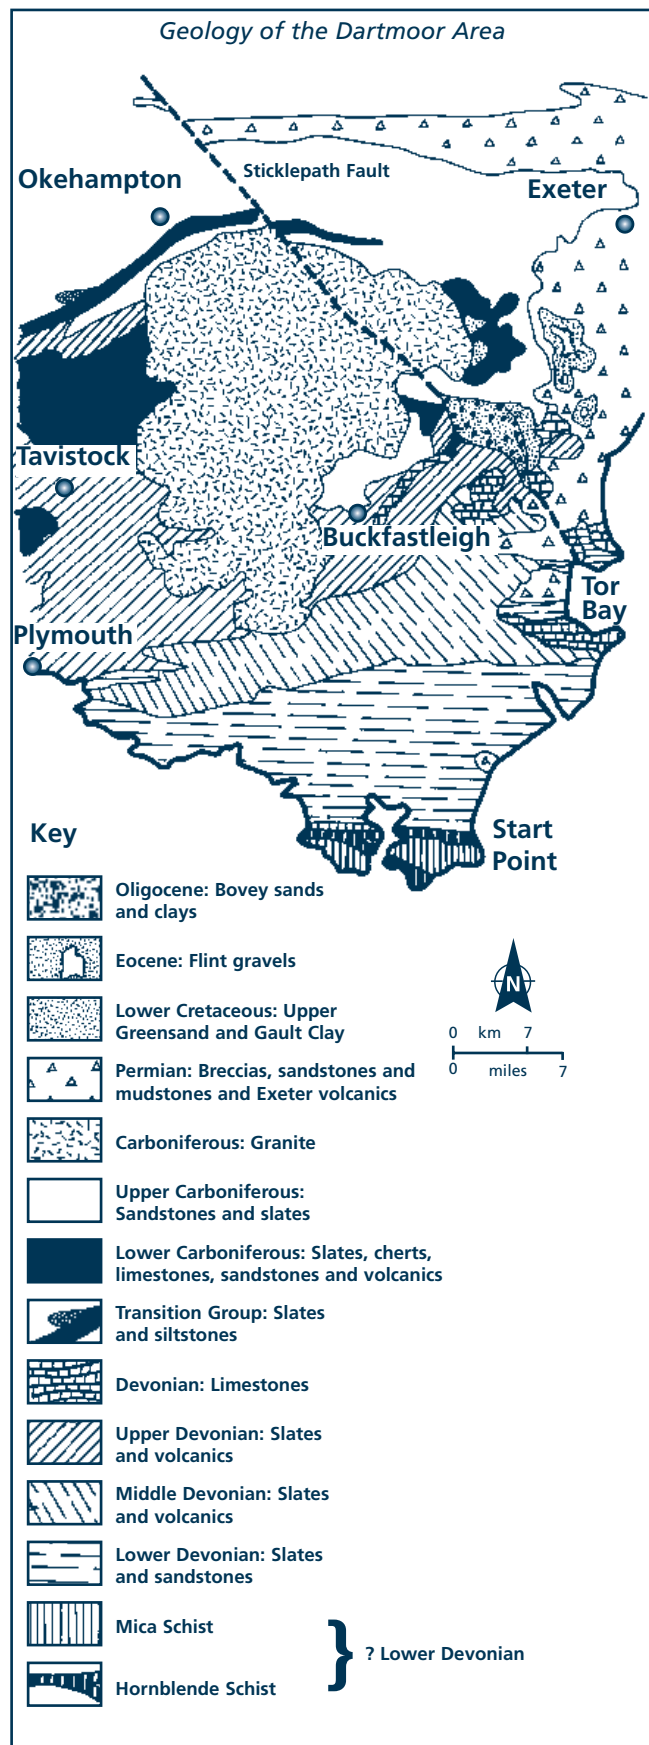 Geology of the Dartmoor Area
Sticklepath Fault
Okehampton
Exeter
Tavistock
Buckfastleigh
Tor
Bay
Plymouth
Start
Point
Key
Oligocene: Bovey sands
and clays
Eocene: Flint gravels
Lower Cretaceous: Upper
Greensand and Gault Clay
Permian: Breccias, sandstones and
mudstones and Exeter volcanics
Carboniferous: Granite
Upper Carboniferous:
Sandstones and slates
Lower Carboniferous: Slates, cherts,
limestones, sandstones and volcanics
Transition Group: Slates
and siltstones
Devonian: Limestones
Upper Devonian: Slates
and volcanics
Middle Devonian: Slates
and volcanics
Lower Devonian: Slates
and sandstones
Mica Schist
Hornblende Schist
? Lower Devonian
N
0 km 7
0 miles 7